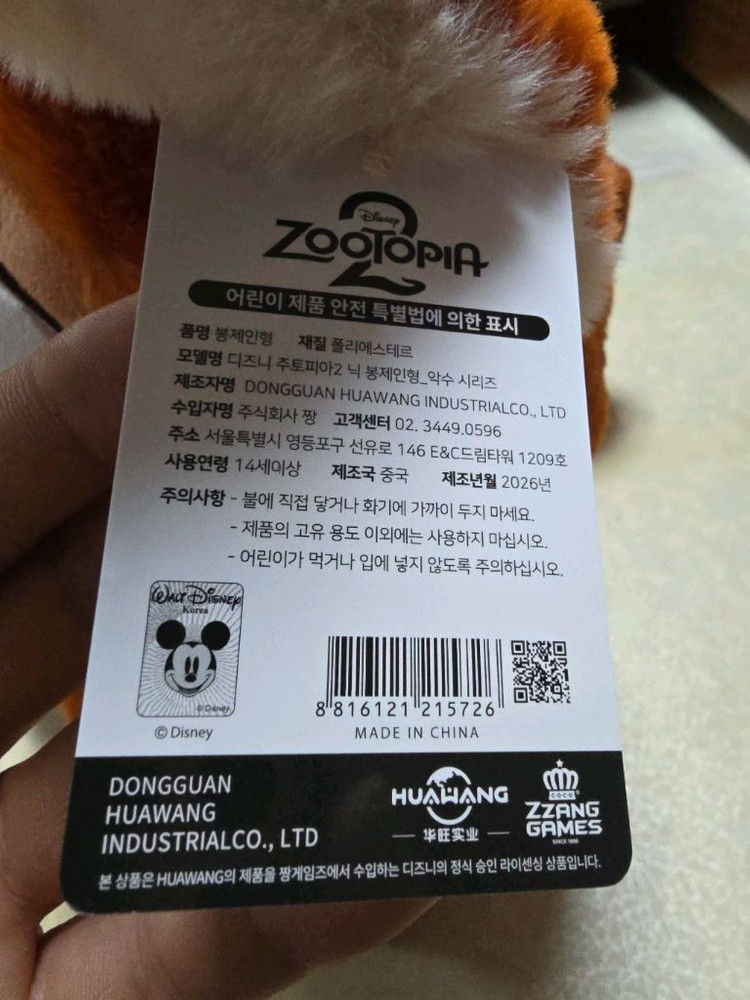 Disney
ZOOTOPIA
2
어린이 제품 안전 특별법에 의한 표시
품명 봉제인형 재질 폴리에스테르
모델명 디즈니 주토피아2 닉 봉제인형_악수 시리즈
제조자명 DONGGUAN HUAWANG INDUSTRIALCO., LTD
수입자명 주식회사 짱 고객센터 02. 3449.0596
주소 서울특별시 영등포구 선유로 146 E&C드림타워 1209호
사용연령 14세이상 제조국 중국 제조년월 2026년
주의사항 - 불에 직접 닿거나 화기에 가까이 두지 마세요.
- 제품의 고유 용도 이외에는 사용하지 마십시오.
- 어린이가 먹거나 입에 넣지 않도록 주의하십시오.
WALT DISNEY
Korea
© Disney
© Disney
8 816121 215726
MADE IN CHINA
DONGGUAN
HUAWANG
INDUSTRIALCO., LTD
HUAWANG
华旺实业
COCO
ZZANG
GAMES
본 상품은 HUAWANG의 제품을 짱게임즈에서 수입하는 디즈니의 정식 승인 라이센싱 상품입니다.